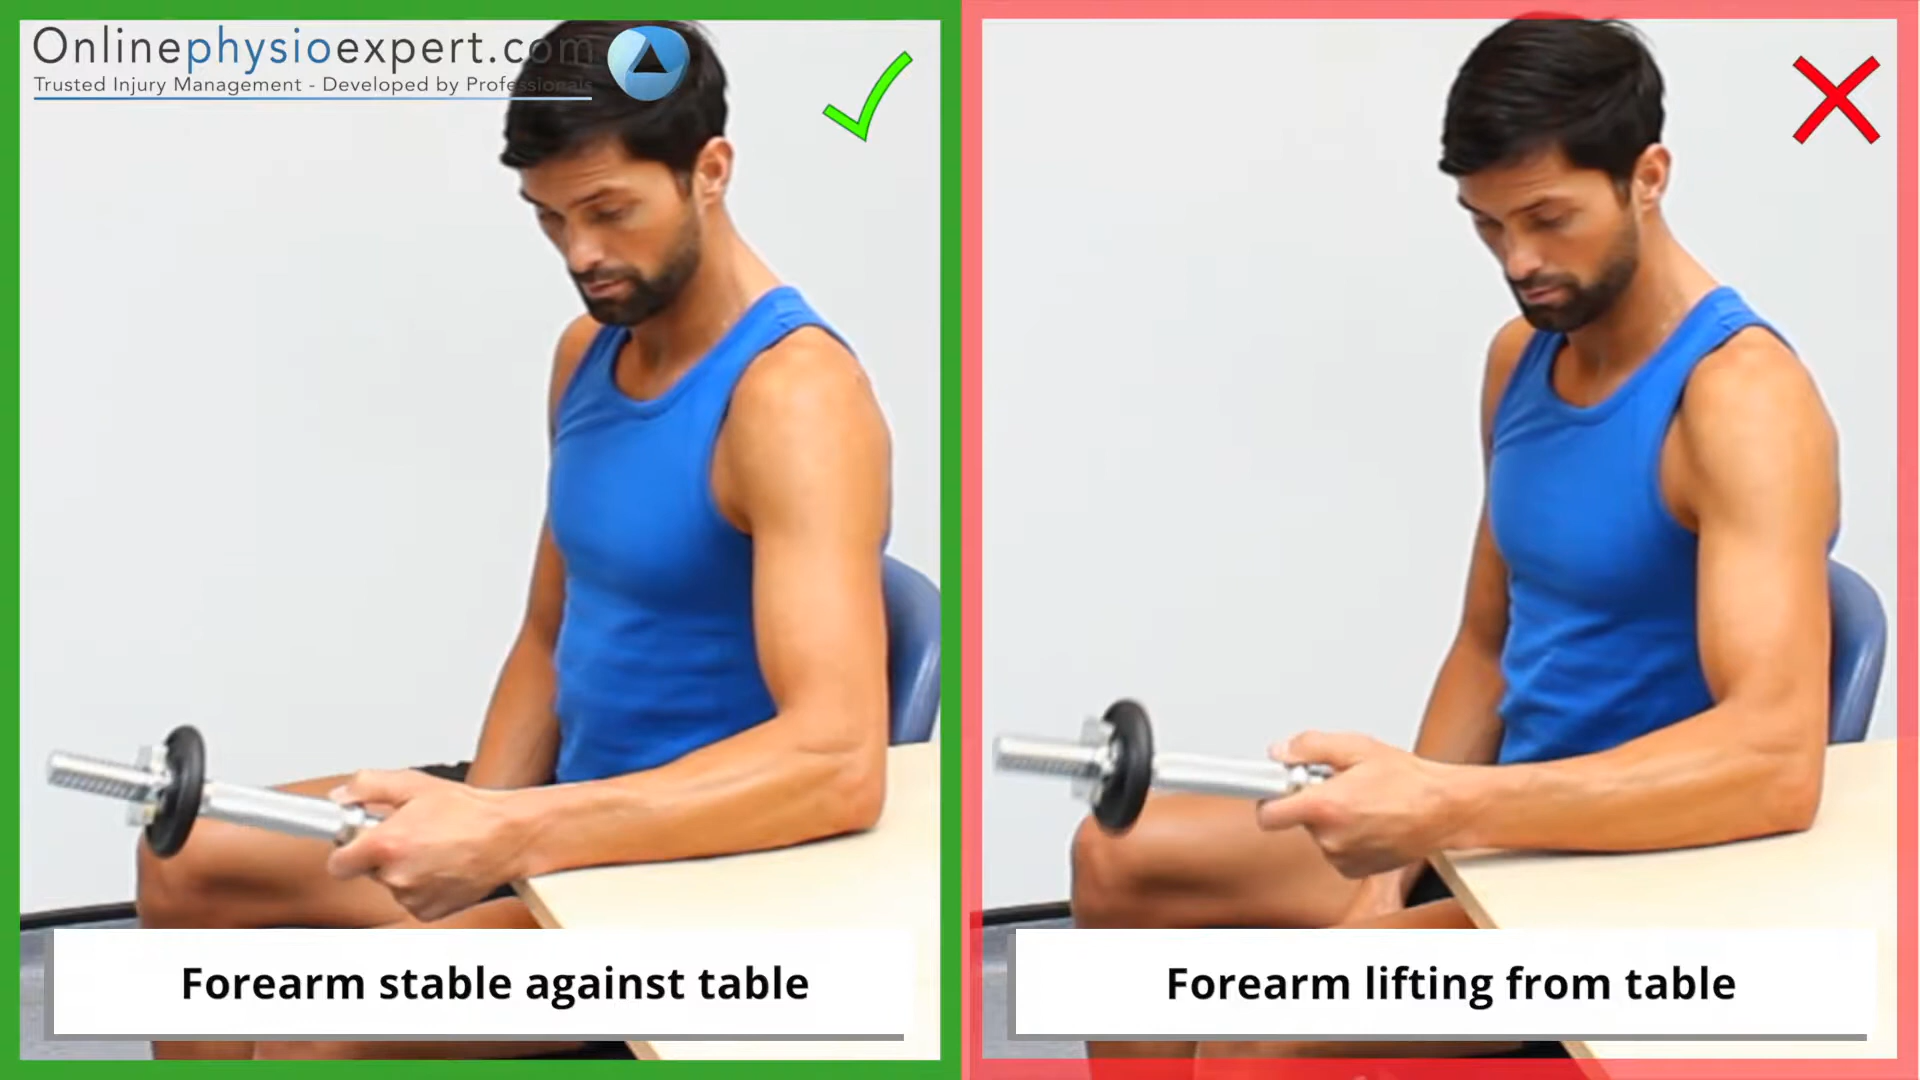 Onlinephysioexpert.com
Trusted Injury Management - Developed by Professionals
Forearm stable against table
Forearm lifting from table